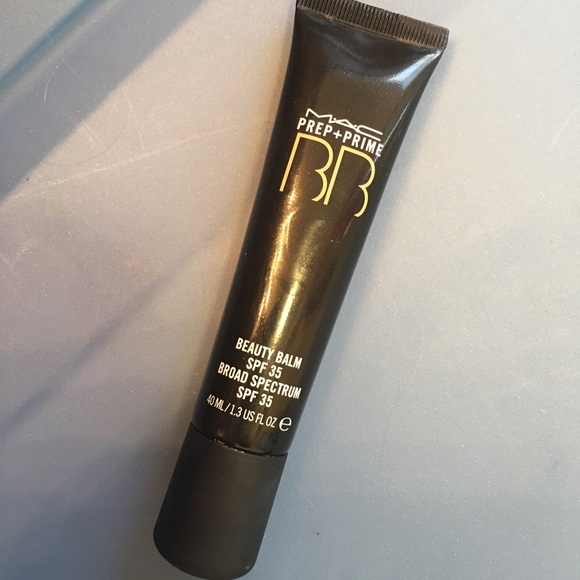 MAC
PREP+PRIME
BB
BEAUTY BALM
SPF 35
BROAD SPECTRUM
SPF 35
40 ML / 1.3 US FL OZ ℮